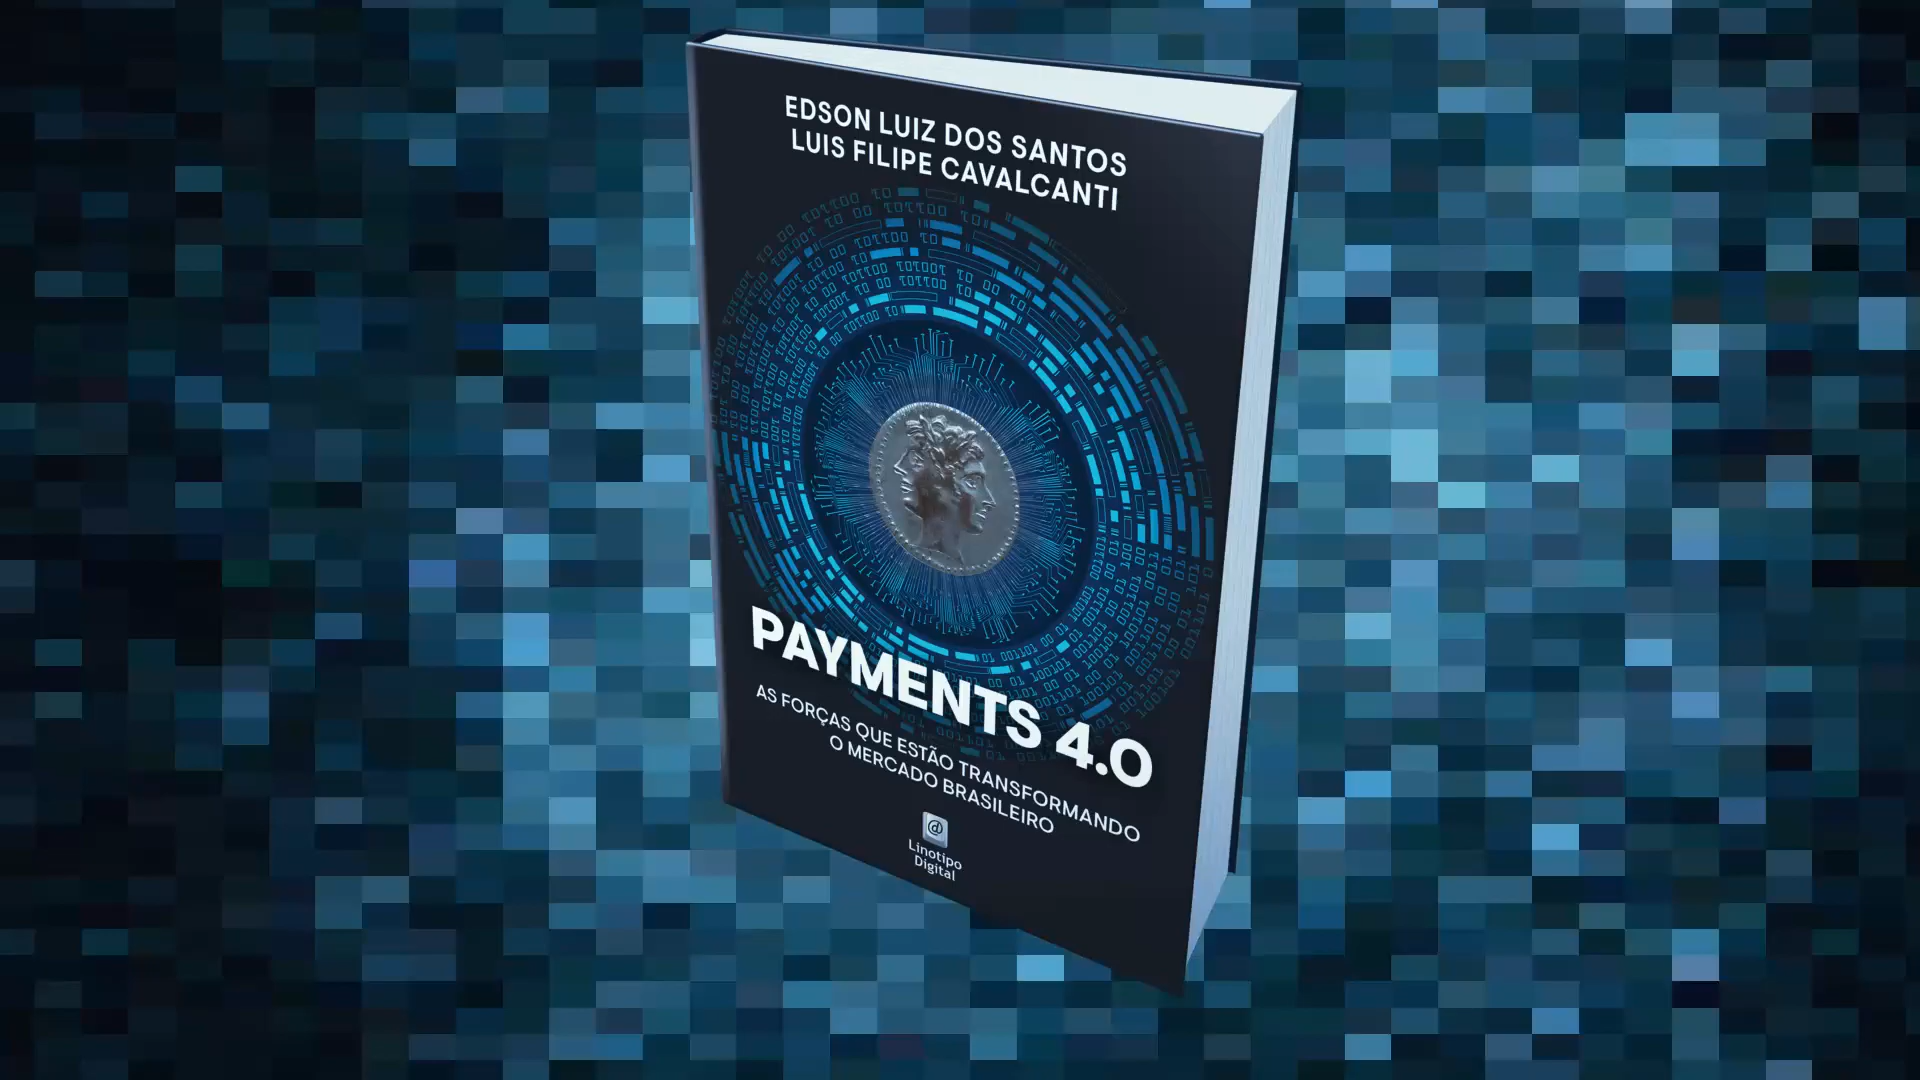 EDSON LUIZ DOS SANTOS
LUIS FILIPE CAVALCANTI
PAYMENTS 4.0
AS FORÇAS QUE ESTÃO TRANSFORMANDO
O MERCADO BRASILEIRO
Linotipo
Digital